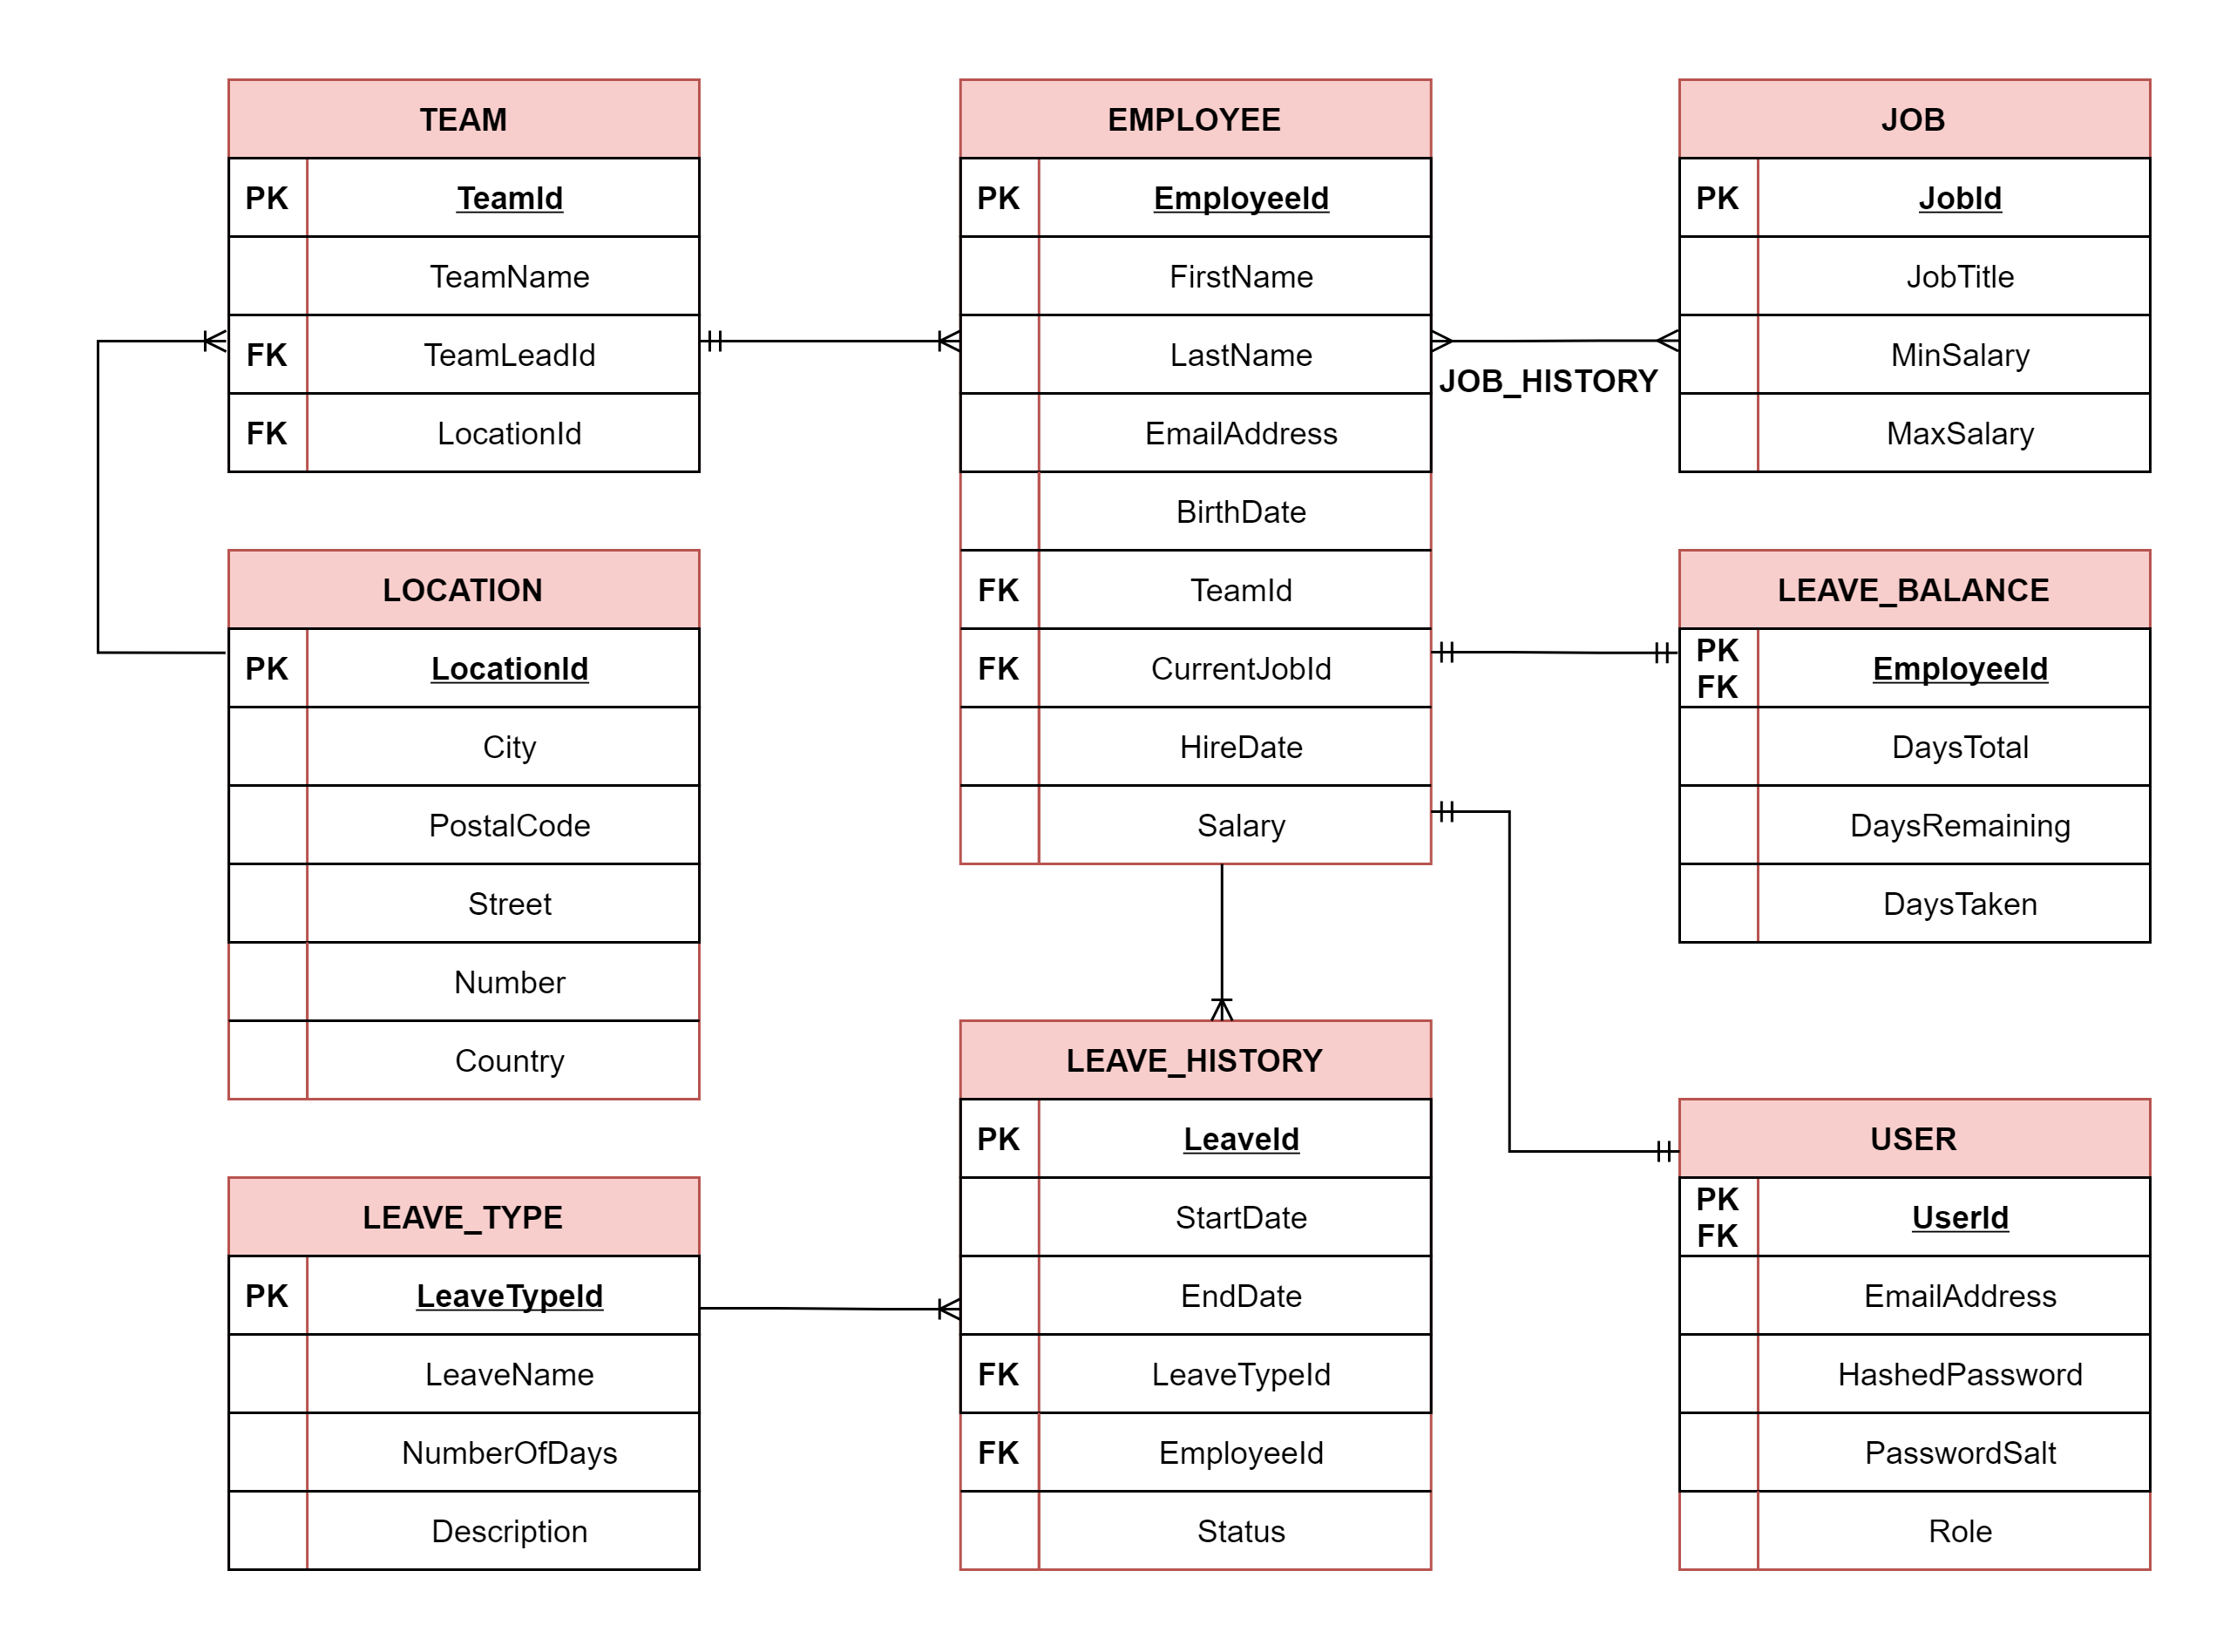 TEAM
PK TeamId
TeamName
FK TeamLeadId
FK LocationId
EMPLOYEE
PK EmployeeId
FirstName
LastName
EmailAddress
BirthDate
FK TeamId
FK CurrentJobId
HireDate
Salary
JOB_HISTORY
JOB
PK JobId
JobTitle
MinSalary
MaxSalary
LOCATION
PK LocationId
City
PostalCode
Street
Number
Country
LEAVE_BALANCE
PK
FK EmployeeId
DaysTotal
DaysRemaining
DaysTaken
LEAVE_TYPE
PK LeaveTypeId
LeaveName
NumberOfDays
Description
LEAVE_HISTORY
PK LeaveId
StartDate
EndDate
FK LeaveTypeId
FK EmployeeId
Status
USER
PK
FK UserId
EmailAddress
HashedPassword
PasswordSalt
Role